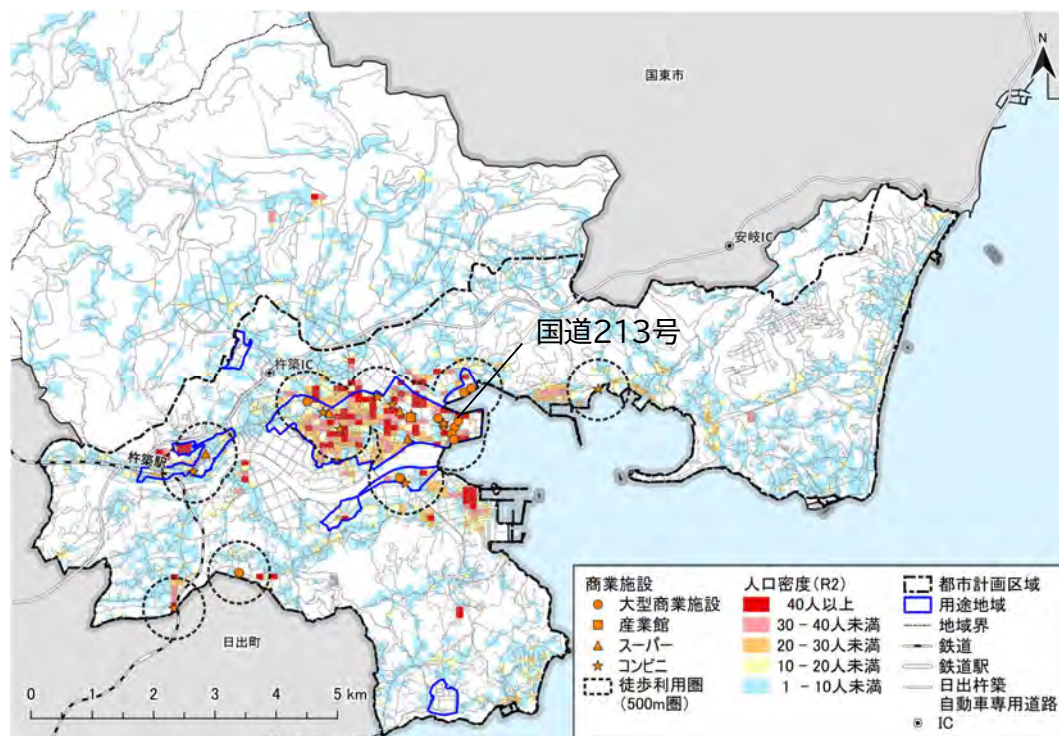 国東市
N
安岐IC
国道213号
杵築IC
杵築駅
日出町
0 1 2 3 4 5 km
商業施設
大型商業施設
産業館
スーパー
コンビニ
徒歩利用圏
(500m圏)
人口密度(R2)
40人以上
30-40人未満
20-30人未満
10-20人未満
1-10人未満
都市計画区域
用途地域
地域界
鉄道
鉄道駅
日出杵築
自動車専用道路
IC